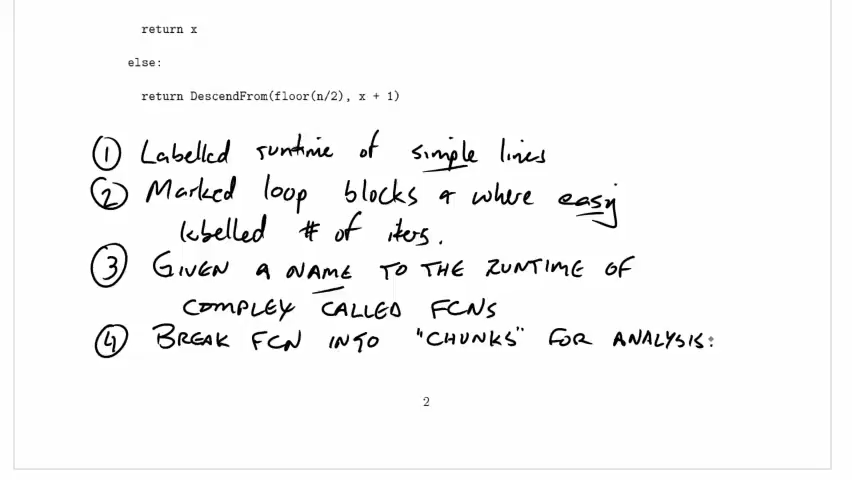 return x
else:
return DescendFrom(floor(n/2), x + 1)
① Labelled runtime of simple lines
② Marked loop blocks & where easy
labelled # of iters.
③ GIVEN A NAME TO THE RUNTIME OF
COMPLEX CALLED FCNS
④ BREAK FCN INTO "CHUNKS" FOR ANALYSIS:
2